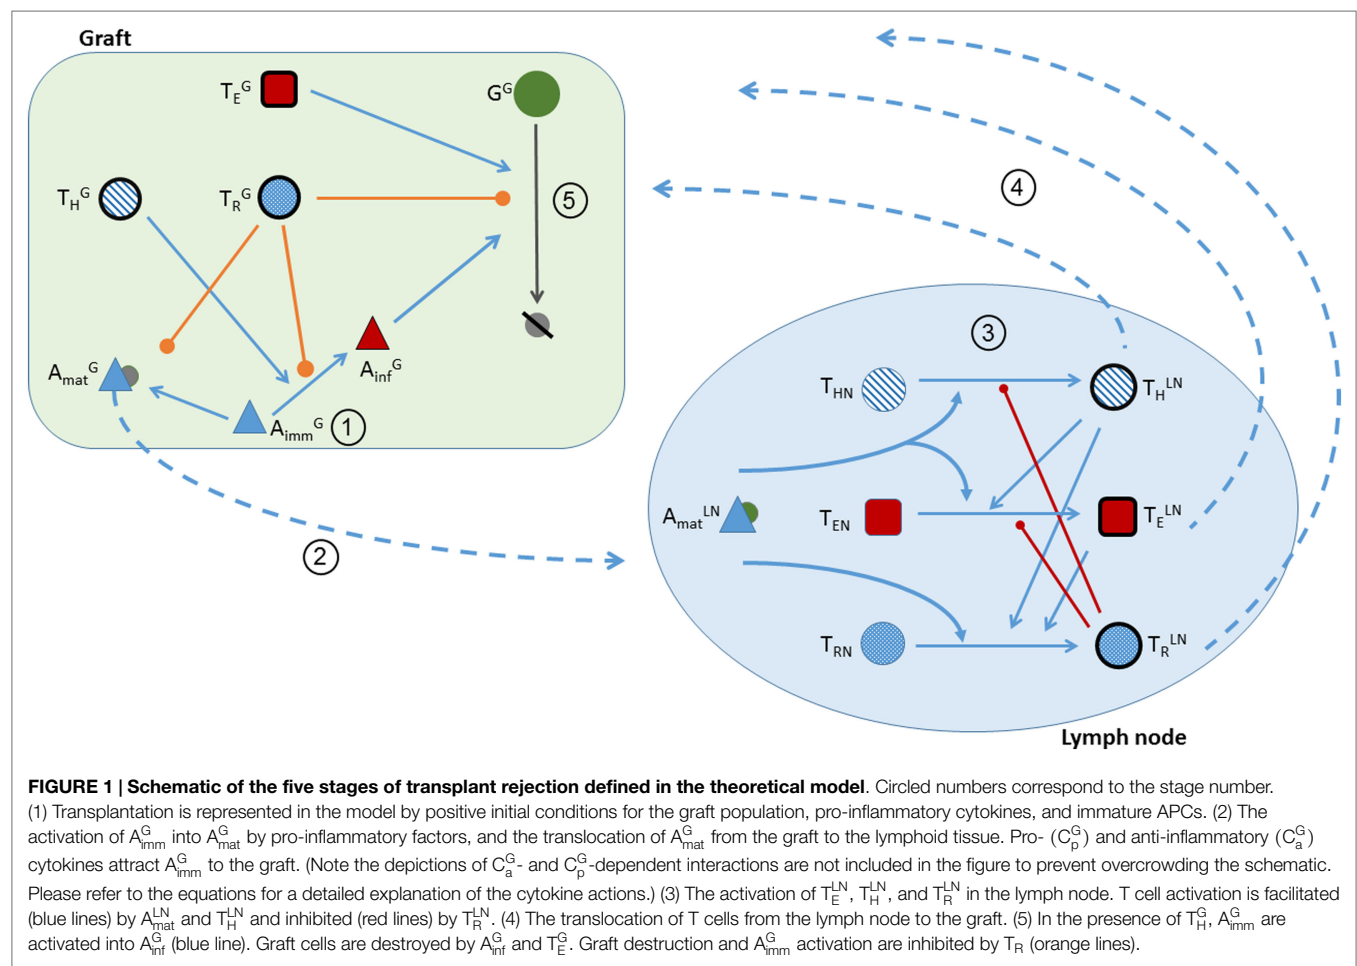 Graft
T_E^G
G^G
T_H^G
T_R^G
5
4
A_inf^G
A_mat^G
A_imm^G 1
3
T_HN
T_H^LN
2
A_mat^LN
T_EN
T_E^LN
T_RN
T_R^LN
Lymph node
FIGURE 1 | Schematic of the five stages of transplant rejection defined in the theoretical model. Circled numbers correspond to the stage number.
(1) Transplantation is represented in the model by positive initial conditions for the graft population, pro-inflammatory cytokines, and immature APCs. (2) The
activation of A_imm^G into A_mat^G by pro-inflammatory factors, and the translocation of A_mat^G from the graft to the lymphoid tissue. Pro- (C_p^G) and anti-inflammatory (C_a^G)
cytokines attract A_imm^G to the graft. (Note the depictions of C_a^G- and C_p^G-dependent interactions are not included in the figure to prevent overcrowding the schematic.
Please refer to the equations for a detailed explanation of the cytokine actions.) (3) The activation of T_E^LN, T_H^LN, and T_R^LN in the lymph node. T cell activation is facilitated
(blue lines) by A_mat^LN and T_H^LN and inhibited (red lines) by T_R^LN. (4) The translocation of T cells from the lymph node to the graft. (5) In the presence of T_H^G, A_imm^G are
activated into A_inf^G (blue line). Graft cells are destroyed by A_inf^G and T_E^G. Graft destruction and A_imm^G activation are inhibited by T_R (orange lines).